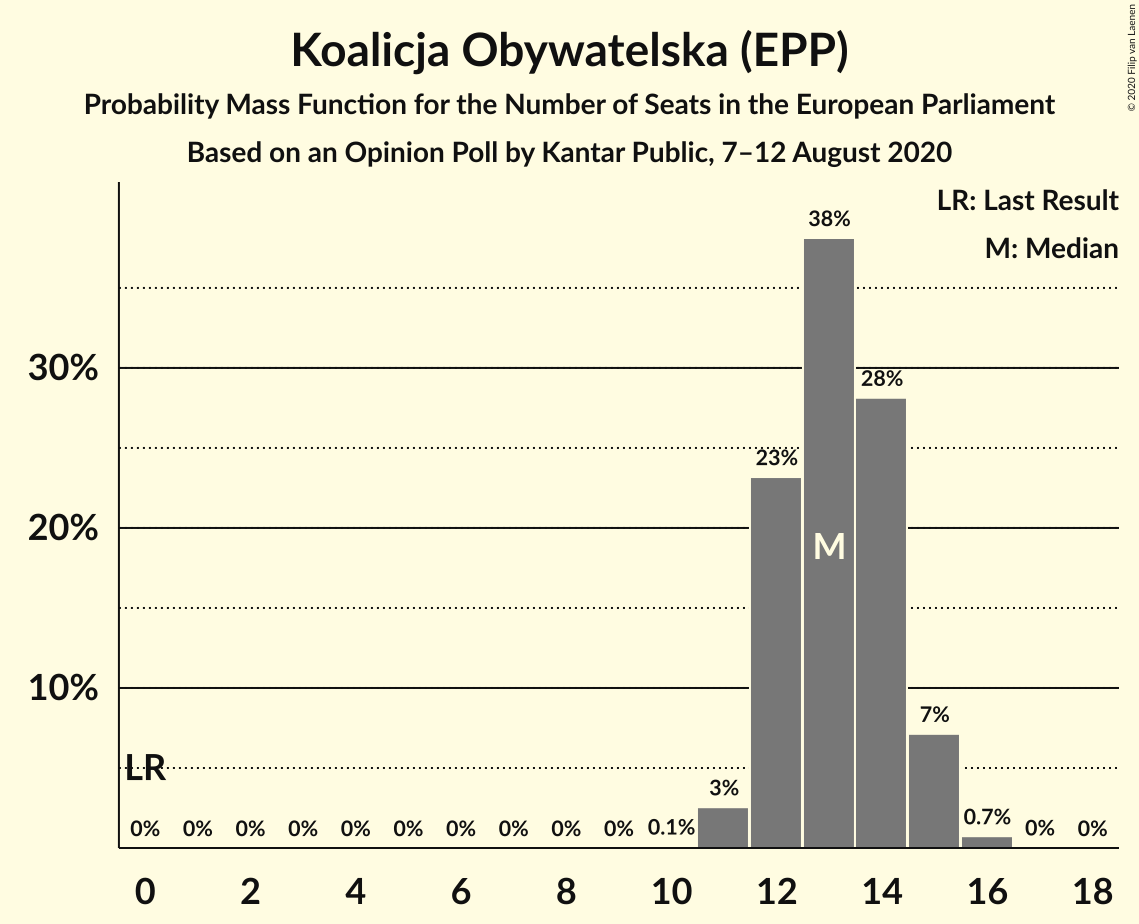 Koalicja Obywatelska (EPP)
Probability Mass Function for the Number of Seats in the European Parliament
Based on an Opinion Poll by Kantar Public, 7–12 August 2020
© 2020 Filip van Laenen
LR: Last Result
M: Median
38%
30%
28%
23%
20%
M
10%
7%
LR
3%
0% 0% 0% 0% 0% 0% 0% 0% 0% 0% 0.1% 0.7% 0% 0%
0 2 4 6 8 10 12 14 16 18